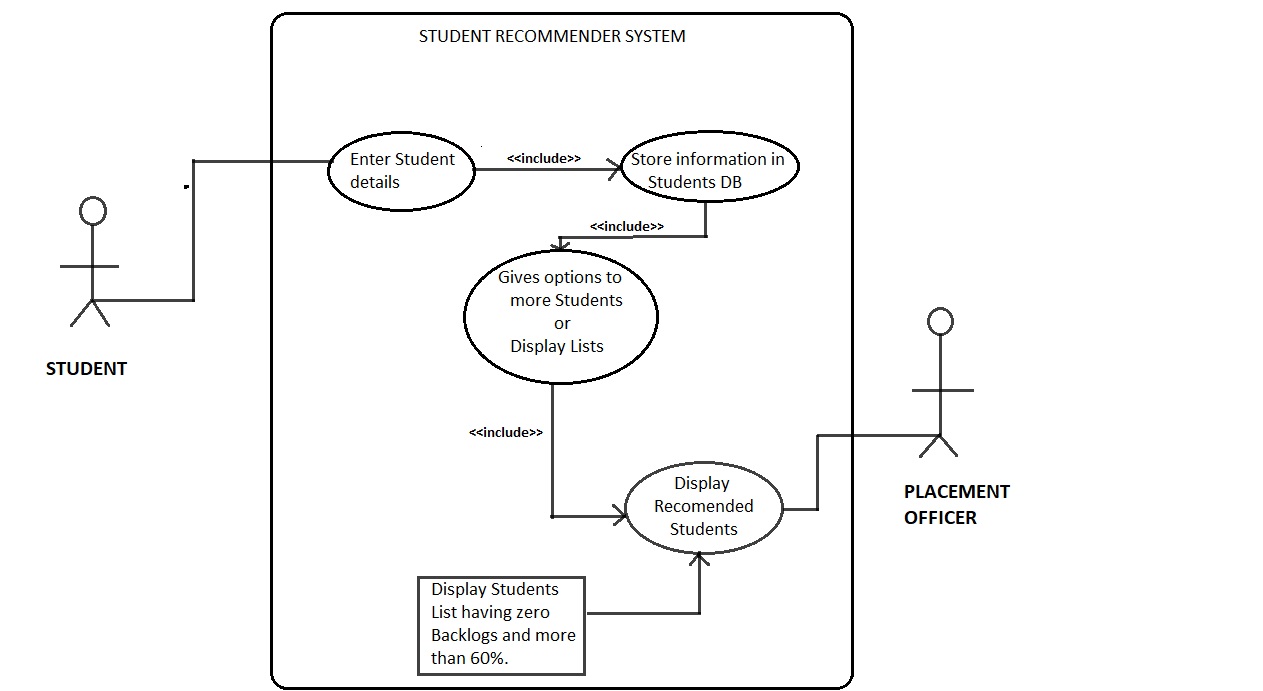 STUDENT RECOMMENDER SYSTEM
Enter Student
details
<<include>>
Store information in
Students DB
<<include>>
Gives options to
more Students
or
Display Lists
STUDENT
<<include>>
Display
Recomended
Students
PLACEMENT
OFFICER
Display Students
List having zero
Backlogs and more
than 60%.